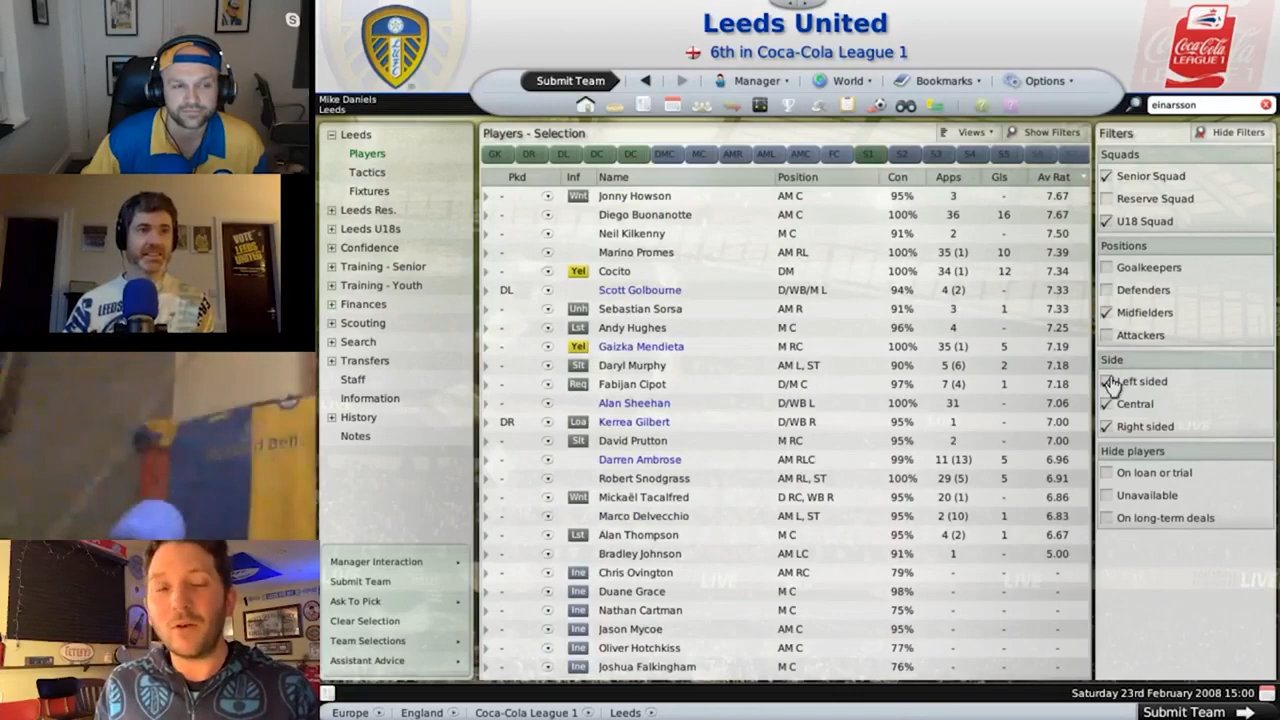 Leeds United
6th in Coca-Cola League 1
Coca-Cola
LEAGUE 1
Submit Team
Manager
World
Bookmarks
Options
Mike Daniels
Leeds
einarsson
VOTE
LEEDS
UNITED
LEEDS
Leeds
Players
Tactics
Fixtures
Leeds Res.
Leeds U18s
Confidence
Training - Senior
Training - Youth
Finances
Scouting
Search
Transfers
Staff
Information
History
Notes
Manager Interaction
Submit Team
Ask To Pick
Clear Selection
Team Selections
Assistant Advice
Players - Selection
Views
Show Filters
GK DR DL DC DC DMC MC AMR AML AMC FC S1 S2 S3 S4 S5
Pkd Inf Name Position Con Apps Gls Av Rat
- Wnt Jonny Howson AM C 95% 3 - 7.67
- Diego Buonanotte AM C 100% 36 16 7.67
- Neil Kilkenny M C 91% 2 - 7.50
- Marino Promes AM RL 100% 35 (1) 10 7.39
- Yel Cocito DM 100% 34 (1) 12 7.34
DL Scott Golbourne D/WB/M L 94% 4 (2) - 7.33
- Unh Sebastian Sorsa AM R 91% 3 1 7.33
- Lst Andy Hughes M C 96% 4 - 7.25
- Yel Gaizka Mendieta M RC 100% 35 (1) 5 7.19
- Slt Daryl Murphy AM L, ST 90% 5 (6) 2 7.18
- Req Fabijan Cipot D/M C 97% 7 (4) 1 7.18
- Alan Sheehan D/WB L 100% 31 - 7.06
DR Loa Kerrea Gilbert D/WB R 95% 1 - 7.00
- Slt David Prutton M RC 95% 2 - 7.00
- Darren Ambrose AM RLC 99% 11 (13) 5 6.96
- Robert Snodgrass AM RL, ST 100% 29 (5) 5 6.91
- Wnt Mickaël Tacalfred D RC, WB R 95% 20 (1) - 6.86
- Marco Delvecchio AM L, ST 95% 2 (10) 1 6.83
- Lst Alan Thompson M C 95% 4 (2) 1 6.67
- Bradley Johnson AM LC 91% 1 - 5.00
- Ine Chris Ovington AM RC 79% - - -
- Ine Duane Grace M C 98% - - -
- Ine Nathan Cartman M C 75% - - -
- Ine Jason Mycoe AM C 95% - - -
- Ine Oliver Hotchkiss AM C 77% - - -
- Ine Joshua Falkingham M C 76% - - -
Filters
Hide Filters
Squads
Senior Squad
Reserve Squad
U18 Squad
Positions
Goalkeepers
Defenders
Midfielders
Attackers
Side
Left sided
Central
Right sided
Hide players
On loan or trial
Unavailable
On long-term deals
Saturday 23rd February 2008 15:00
Europe
England
Coca-Cola League 1
Leeds
Submit Team